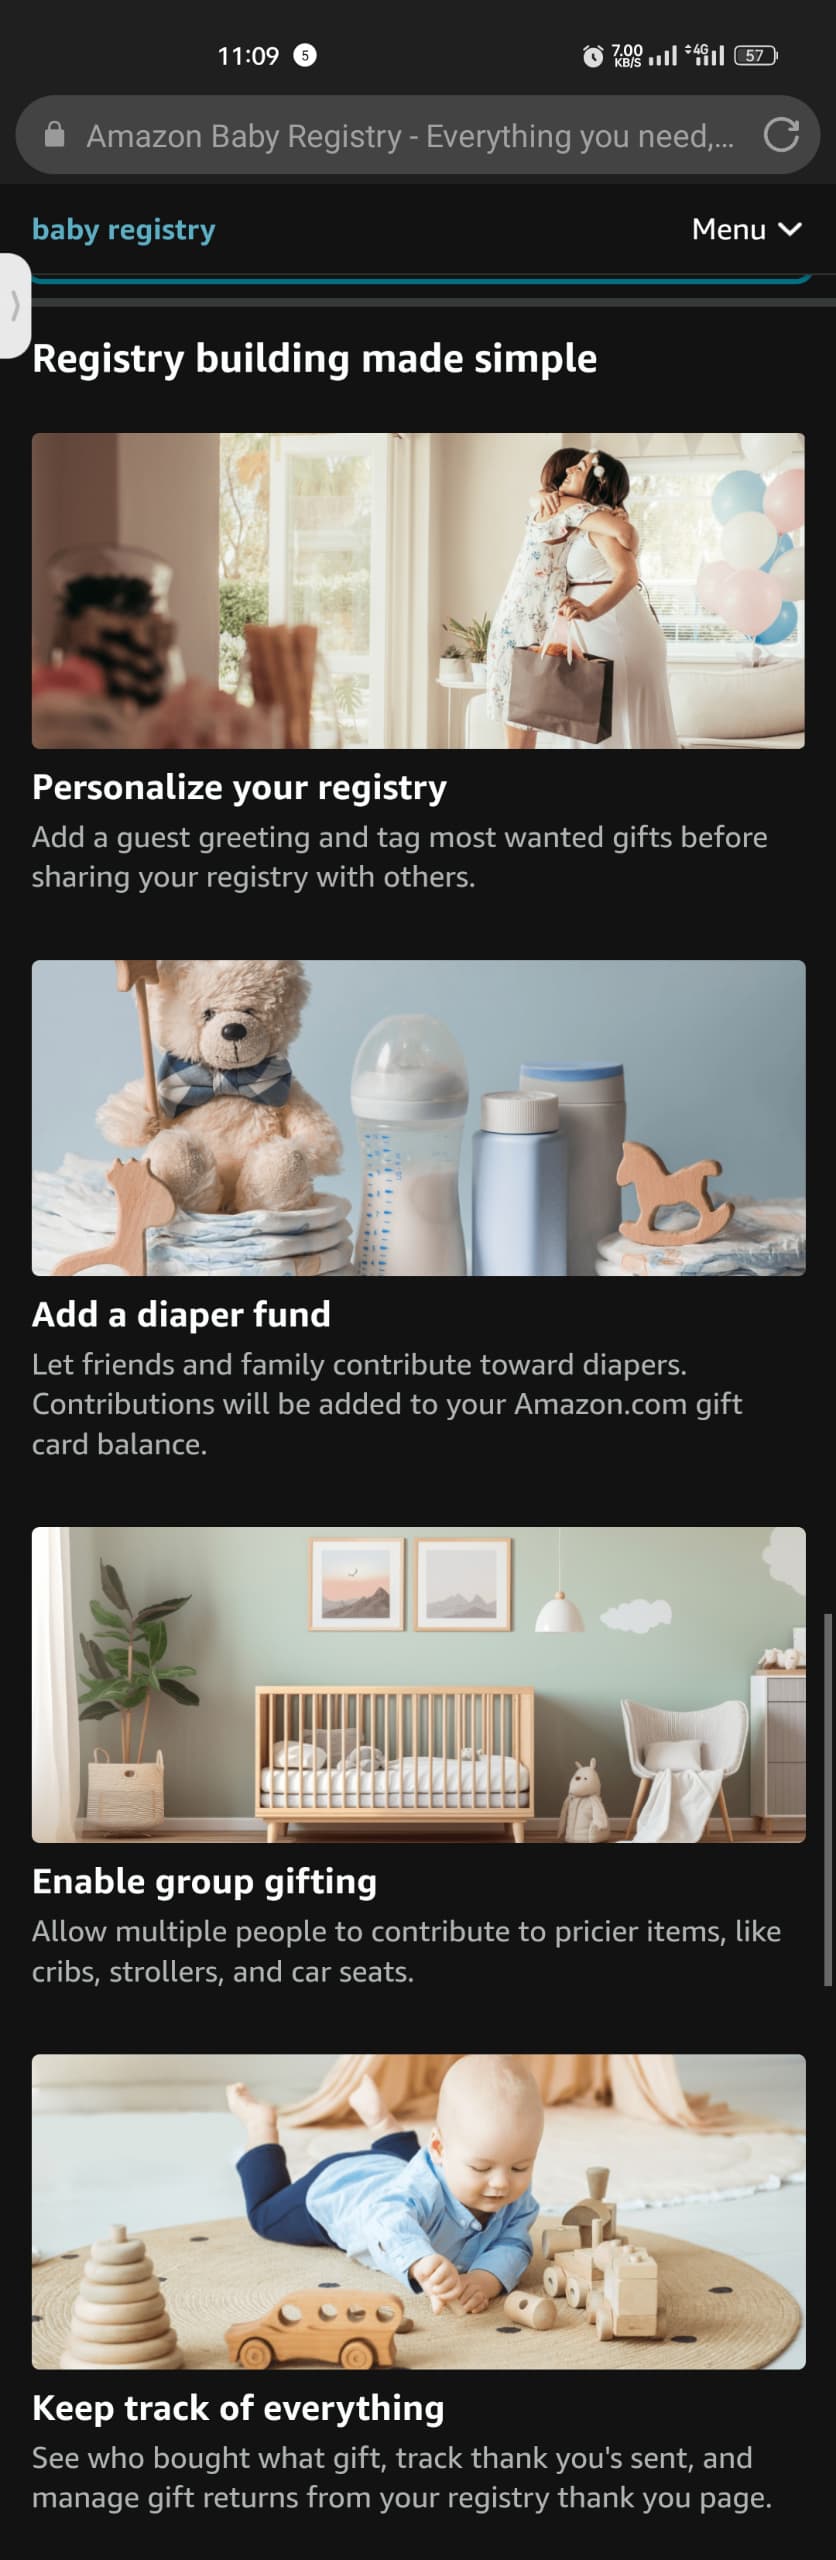 11:09 5 7.00 KB/S 4G 57
Amazon Baby Registry - Everything you need,...
baby registry Menu
Registry building made simple
Personalize your registry
Add a guest greeting and tag most wanted gifts before
sharing your registry with others.
Add a diaper fund
Let friends and family contribute toward diapers.
Contributions will be added to your Amazon.com gift
card balance.
Enable group gifting
Allow multiple people to contribute to pricier items, like
cribs, strollers, and car seats.
Keep track of everything
See who bought what gift, track thank you's sent, and
manage gift returns from your registry thank you page.